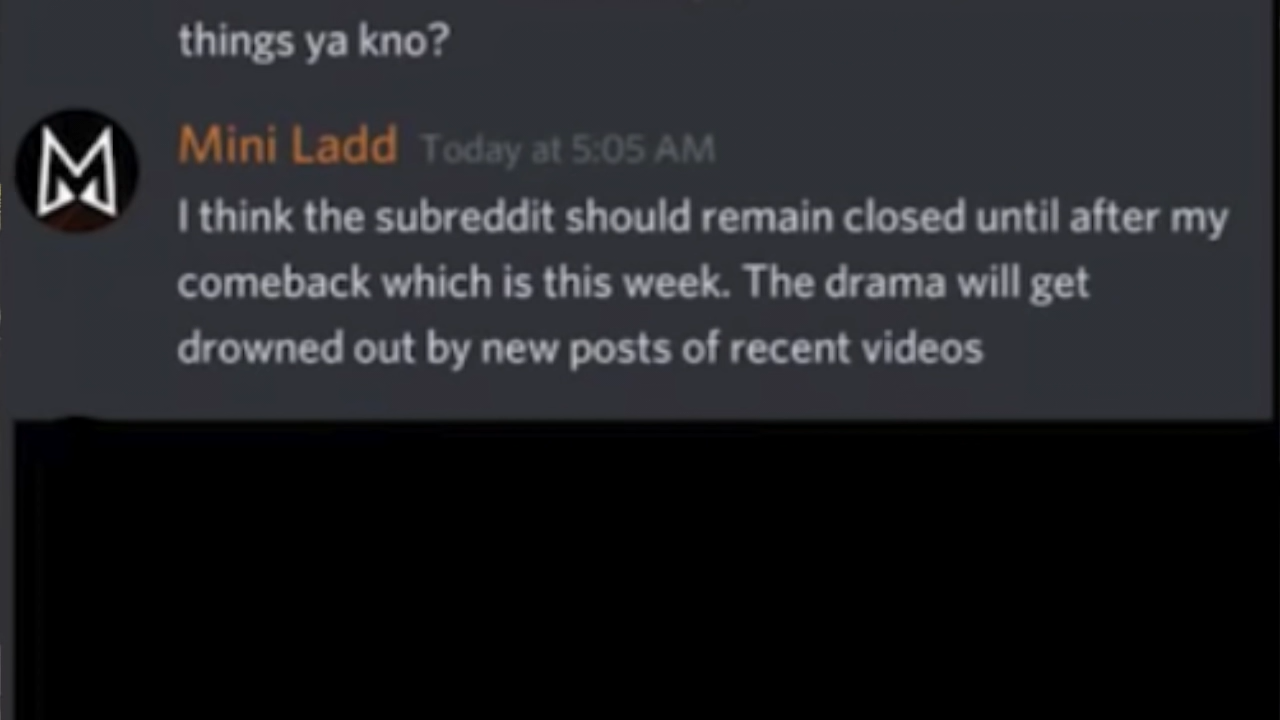 things ya kno?
Mini Ladd Today at 5:05 AM
I think the subreddit should remain closed until after my
comeback which is this week. The drama will get
drowned out by new posts of recent videos